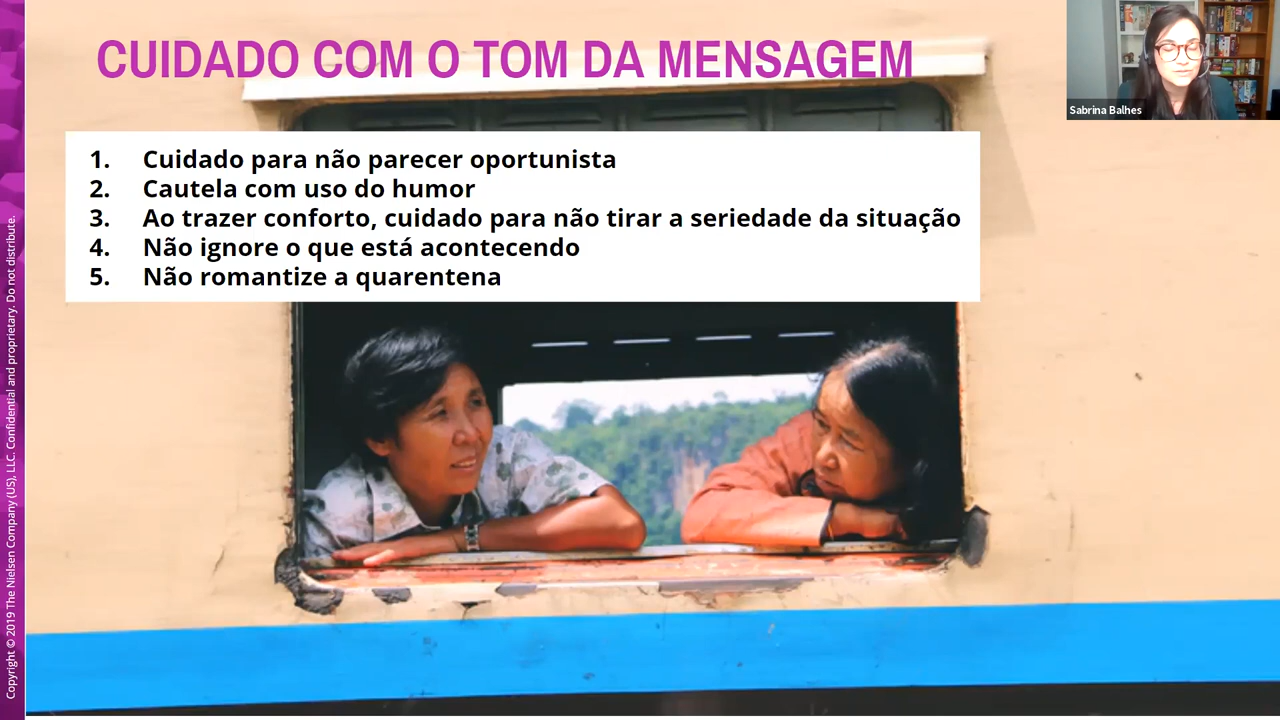 CUIDADO COM O TOM DA MENSAGEM
Sabrina Balhes
1. Cuidado para não parecer oportunista
2. Cautela com uso do humor
3. Ao trazer conforto, cuidado para não tirar a seriedade da situação
4. Não ignore o que está acontecendo
5. Não romantize a quarentena
Copyright © 2019 The Nielsen Company (US), LLC. Confidential and proprietary. Do not distribute.